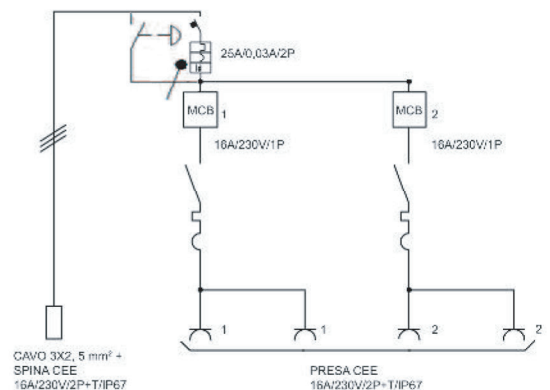 25A/0,03A/2P
MCB 1
MCB 2
16A/230V/1P
16A/230V/1P
1
1
2
2
CAVO 3X2, 5 mm² +
SPINA CEE
16A/230V/2P+T/IP67
PRESA CEE
16A/230V/2P+T/IP67